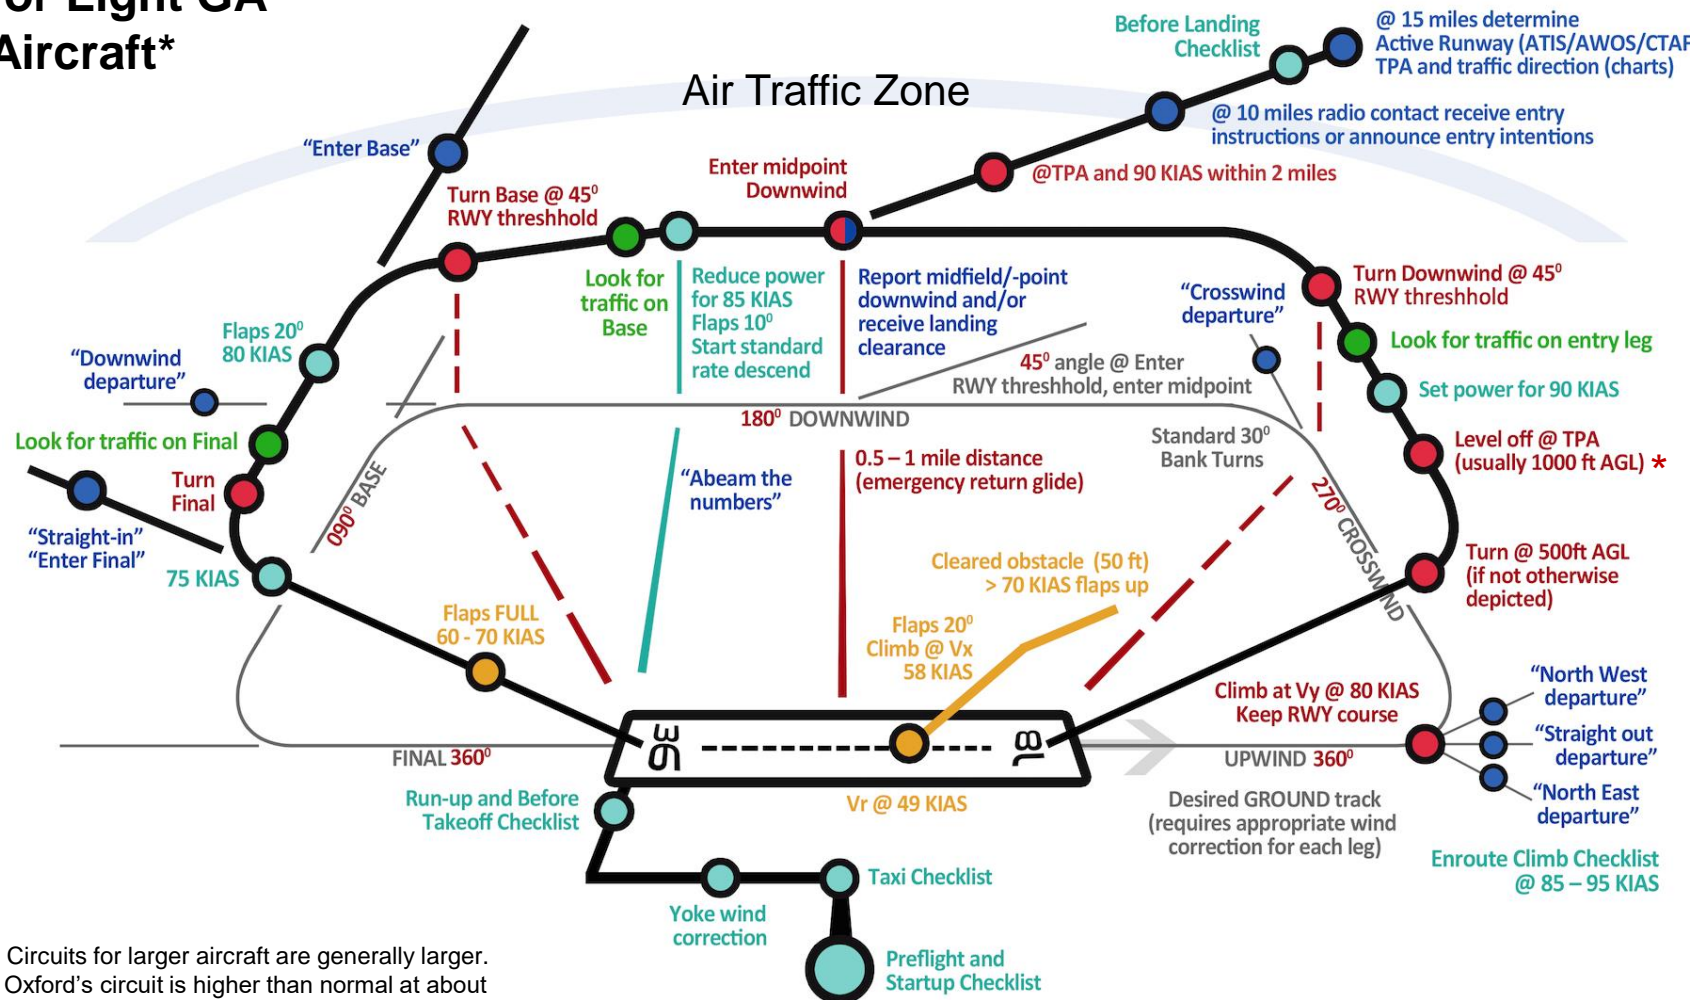 or Light GA
Aircraft*
Air Traffic Zone
Before Landing
Checklist
@ 15 miles determine
Active Runway (ATIS/AWOS/CTAF
TPA and traffic direction (charts)
@ 10 miles radio contact receive entry
instructions or announce entry intentions
@TPA and 90 KIAS within 2 miles
“Enter Base”
Turn Base @ 45⁰
RWY threshhold
Enter midpoint
Downwind
Look for
traffic on
Base
Reduce power
for 85 KIAS
Flaps 10⁰
Start standard
rate descend
Report midfield/-point
downwind and/or
receive landing
clearance
“Crosswind
departure”
Turn Downwind @ 45⁰
RWY threshhold
Look for traffic on entry leg
Set power for 90 KIAS
Level off @ TPA
(usually 1000 ft AGL) *
Flaps 20⁰
80 KIAS
“Downwind
departure”
Look for traffic on Final
Turn
Final
“Straight-in”
“Enter Final”
75 KIAS
45⁰ angle @ Enter
RWY threshhold, enter midpoint
180⁰ DOWNWIND
Standard 30⁰
Bank Turns
090⁰ BASE
270⁰ CROSSWIND
“Abeam the
numbers”
0.5 – 1 mile distance
(emergency return glide)
Turn @ 500ft AGL
(if not otherwise
depicted)
Cleared obstacle (50 ft)
> 70 KIAS flaps up
Flaps 20⁰
Climb @ Vx
58 KIAS
Flaps FULL
60 - 70 KIAS
Climb at Vy @ 80 KIAS
Keep RWY course
“North West
departure”
“Straight out
departure”
“North East
departure”
36
18
FINAL 360⁰
UPWIND 360⁰
Vr @ 49 KIAS
Run-up and Before
Takeoff Checklist
Desired GROUND track
(requires appropriate wind
correction for each leg)
Enroute Climb Checklist
@ 85 – 95 KIAS
Taxi Checklist
Yoke wind
correction
Preflight and
Startup Checklist
Circuits for larger aircraft are generally larger.
Oxford’s circuit is higher than normal at about